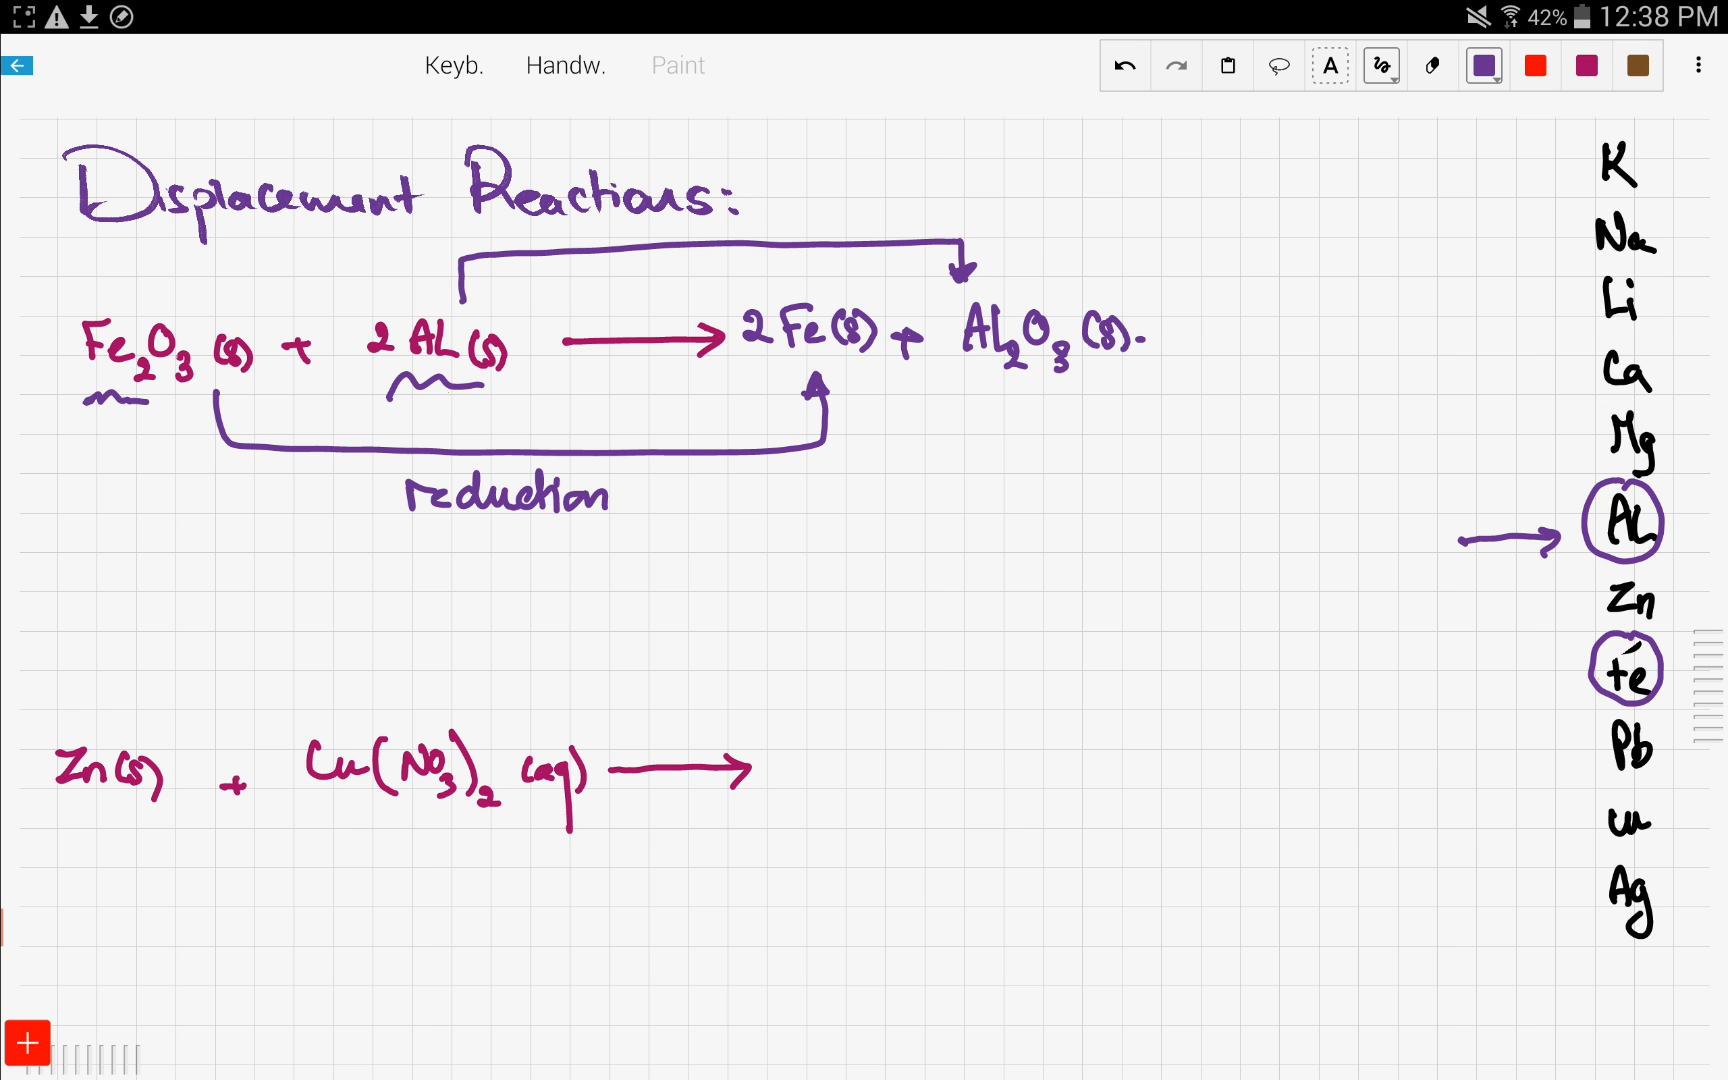 42% 12:38 PM
Keyb. Handw. Paint A
Displacement Reactions:
Fe₂O₃ (s) + 2 AL (s) → 2 Fe (s) + AL₂O₃ (s).
reduction
Zn (s) + Cu(NO₃)₂ (aq) →
K
Na
Li
Ca
Mg
AL
Zn
Fe
Pb
Cu
Ag